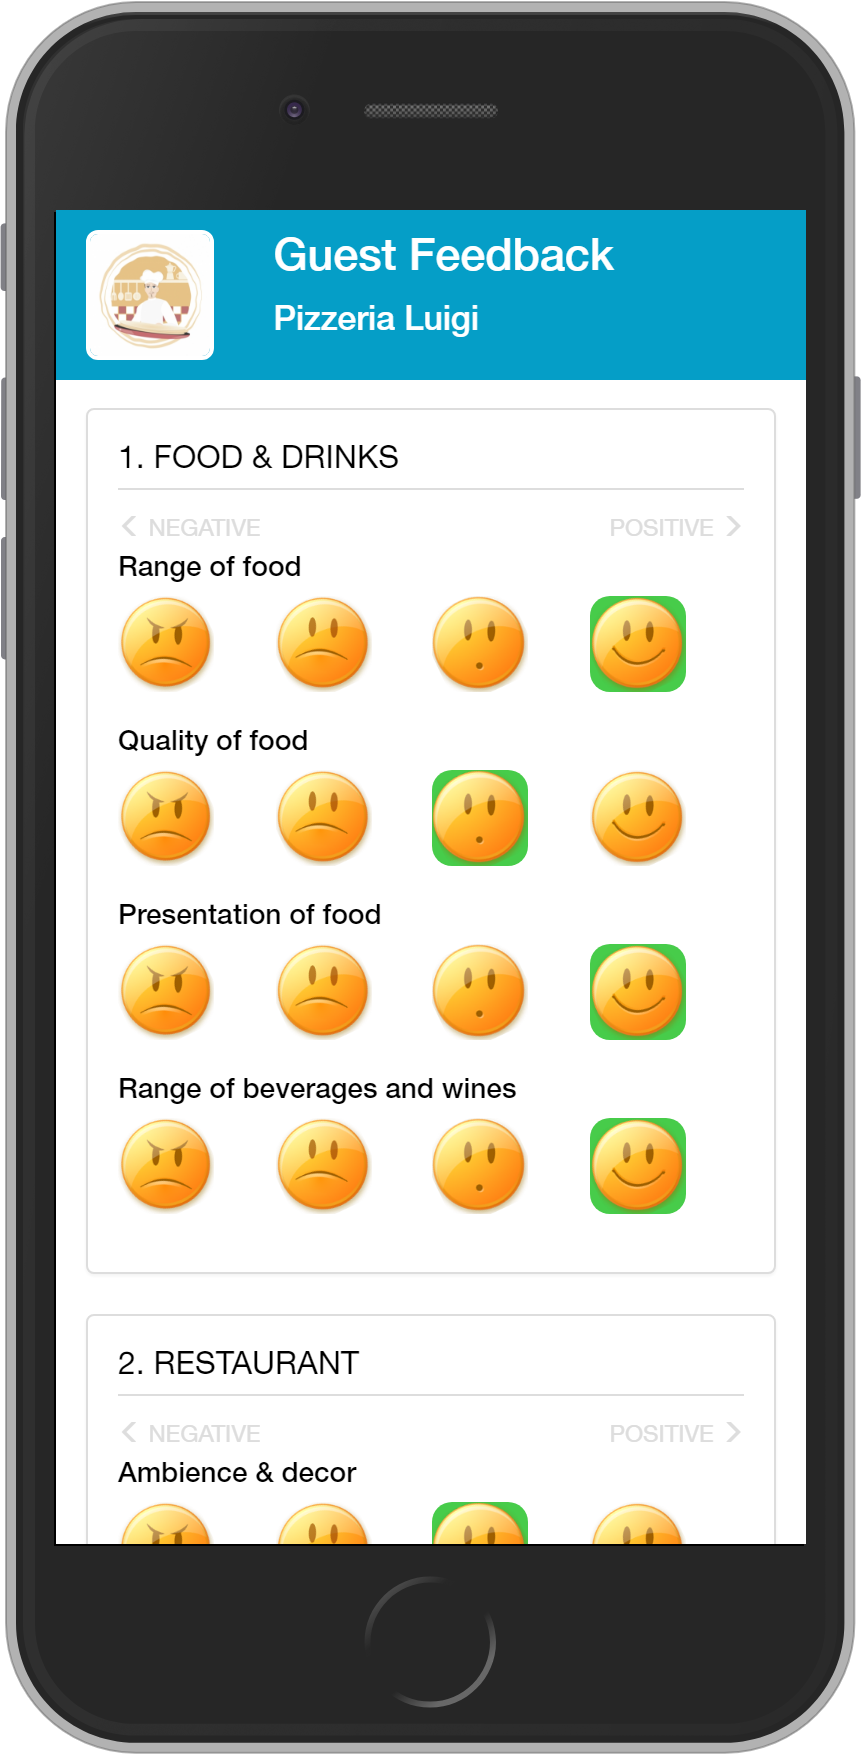 Guest Feedback
Pizzeria Luigi
1. FOOD & DRINKS
NEGATIVE POSITIVE
Range of food
Quality of food
Presentation of food
Range of beverages and wines
2. RESTAURANT
NEGATIVE POSITIVE
Ambience & decor